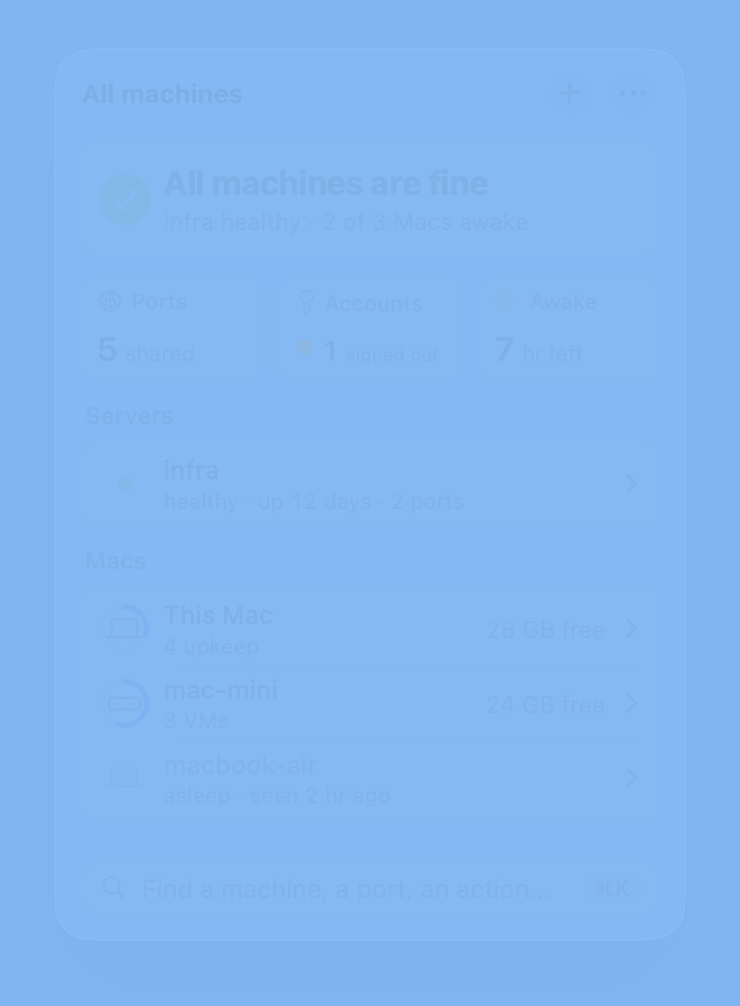 All machines
All machines are fine
infra healthy · 2 of 3 Macs awake
Ports
5 shared
Accounts
1 signed out
Awake
7 hr left
Servers
infra
healthy · up 12 days · 2 ports
Macs
This Mac
4 upkeep
28 GB free
mac-mini
3 VMs
24 GB free
macbook-air
asleep · seen 2 hr ago
Find a machine, a port, an action... ⌘K